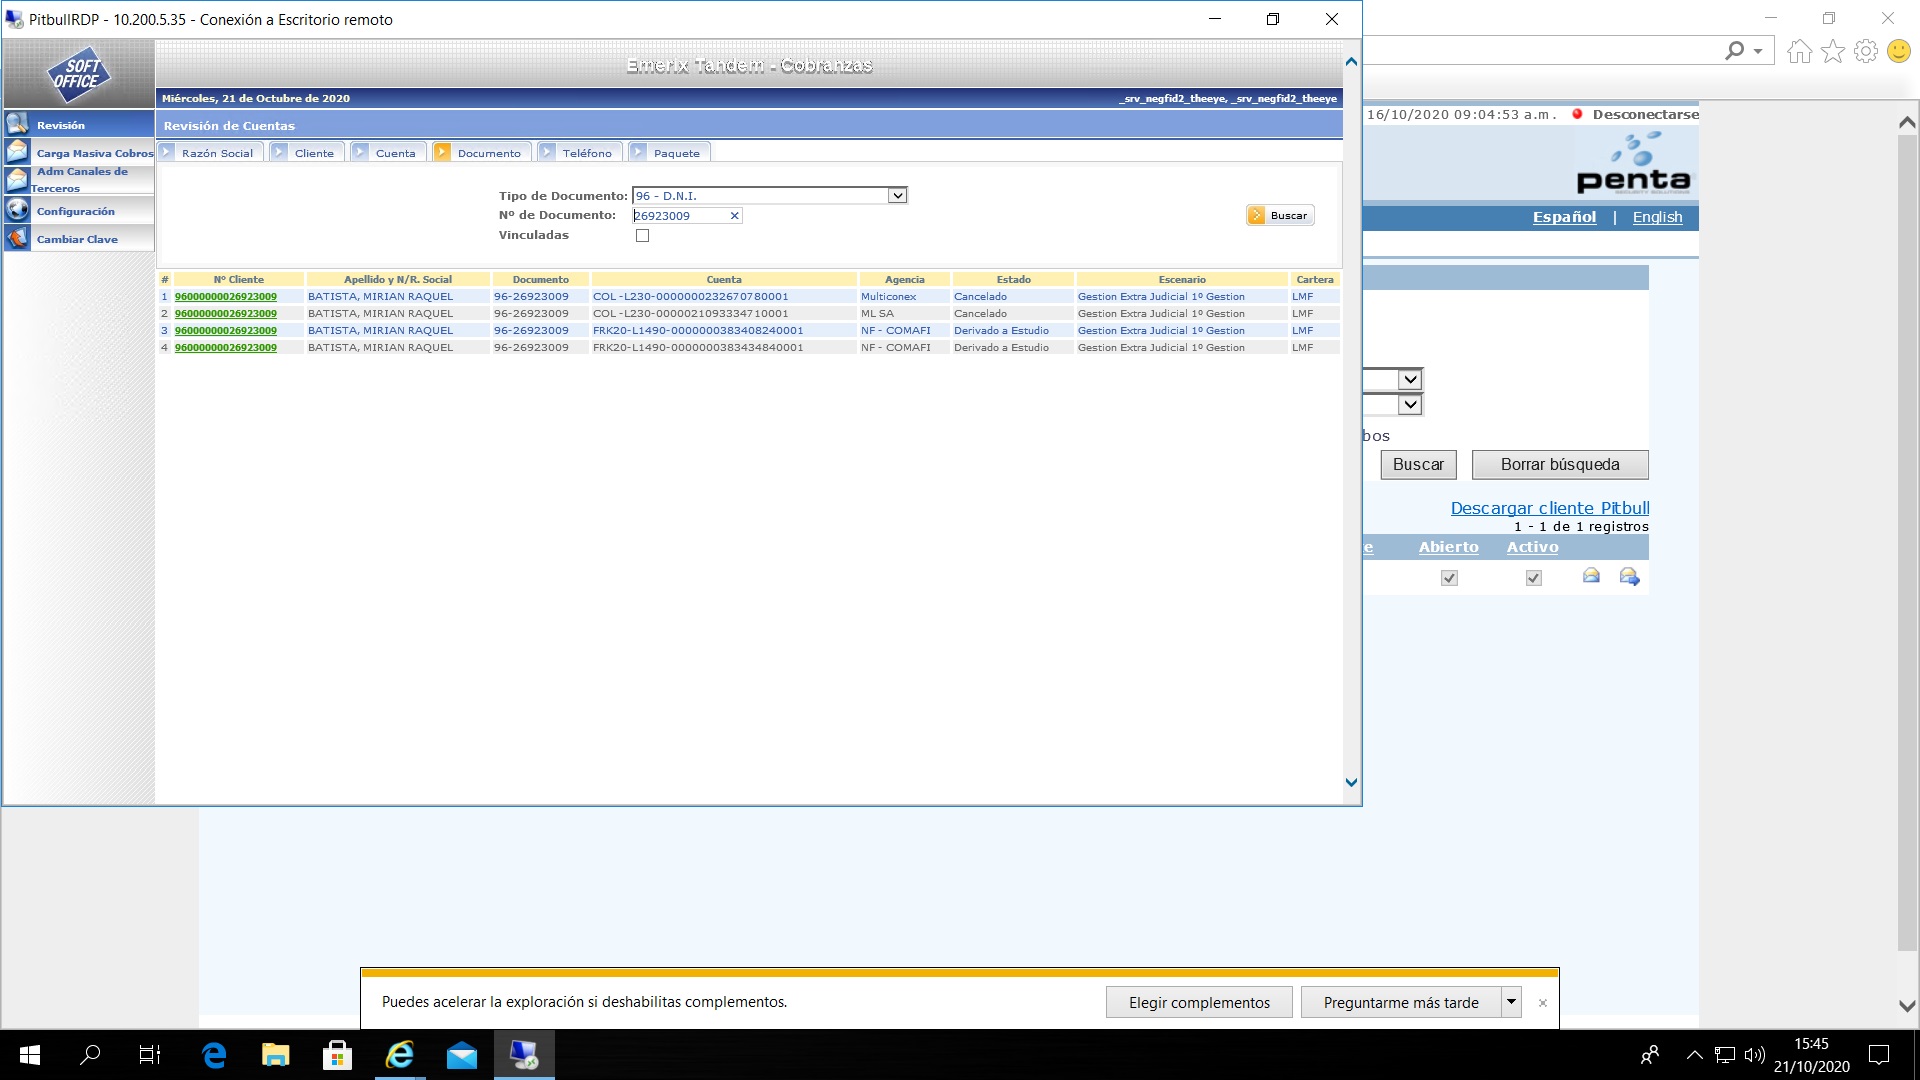 PitbullRDP - 10.200.5.35 - Conexión a Escritorio remoto
SOFT OFFICE
Emerix Tandem - Cobranzas
Miércoles, 21 de Octubre de 2020
_srv_negfid2_theeye, _srv_negfid2_theeye
16/10/2020 09:04:53 a.m.
Desconectarse
penta
SECURITY SOLUTIONS
Español | English
Revisión
Carga Masiva Cobros
Adm Canales de Terceros
Configuración
Cambiar Clave
Revisión de Cuentas
Razón Social
Cliente
Cuenta
Documento
Teléfono
Paquete
Tipo de Documento: 96 - D.N.I.
Nº de Documento: 26923009
Vinculadas
Buscar
# Nº Cliente Apellido y N/R. Social Documento Cuenta Agencia Estado Escenario Cartera
1 96000000026923009 BATISTA, MIRIAN RAQUEL 96-26923009 COL -L230-0000000232670780001 Multiconex Cancelado Gestion Extra Judicial 1º Gestion LMF
2 96000000026923009 BATISTA, MIRIAN RAQUEL 96-26923009 COL -L230-0000021093334710001 ML SA Cancelado Gestion Extra Judicial 1º Gestion LMF
3 96000000026923009 BATISTA, MIRIAN RAQUEL 96-26923009 FRK20-L1490-0000000383408240001 NF - COMAFI Derivado a Estudio Gestion Extra Judicial 1º Gestion LMF
4 96000000026923009 BATISTA, MIRIAN RAQUEL 96-26923009 FRK20-L1490-0000000383434840001 NF - COMAFI Derivado a Estudio Gestion Extra Judicial 1º Gestion LMF
bos
Buscar
Borrar búsqueda
Descargar cliente Pitbull
1 - 1 de 1 registros
e Abierto Activo
Puedes acelerar la exploración si deshabilitas complementos.
Elegir complementos
Preguntarme más tarde
15:45
21/10/2020